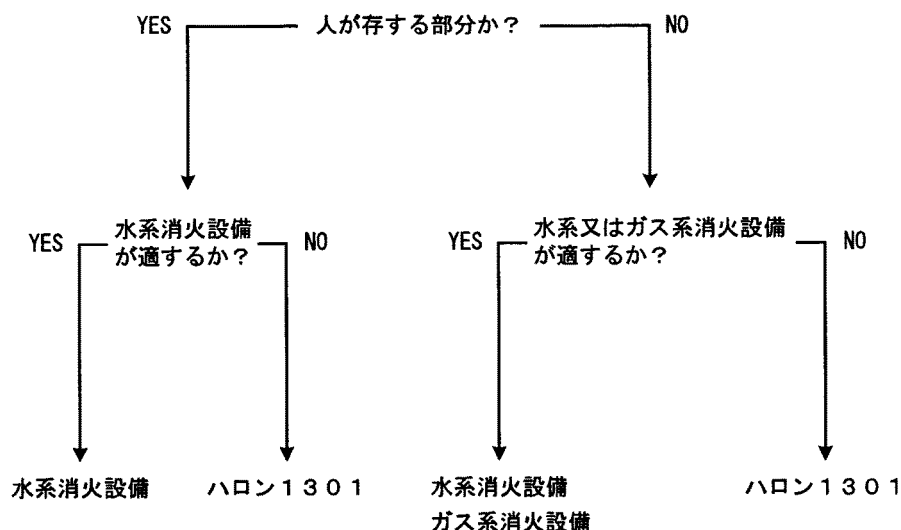 YES 人が存する部分か？ NO
YES 水系消火設備 NO
が適するか？
YES 水系又はガス系消火設備 NO
が適するか？
水系消火設備 ハロン１３０１ 水系消火設備 ハロン１３０１
ガス系消火設備